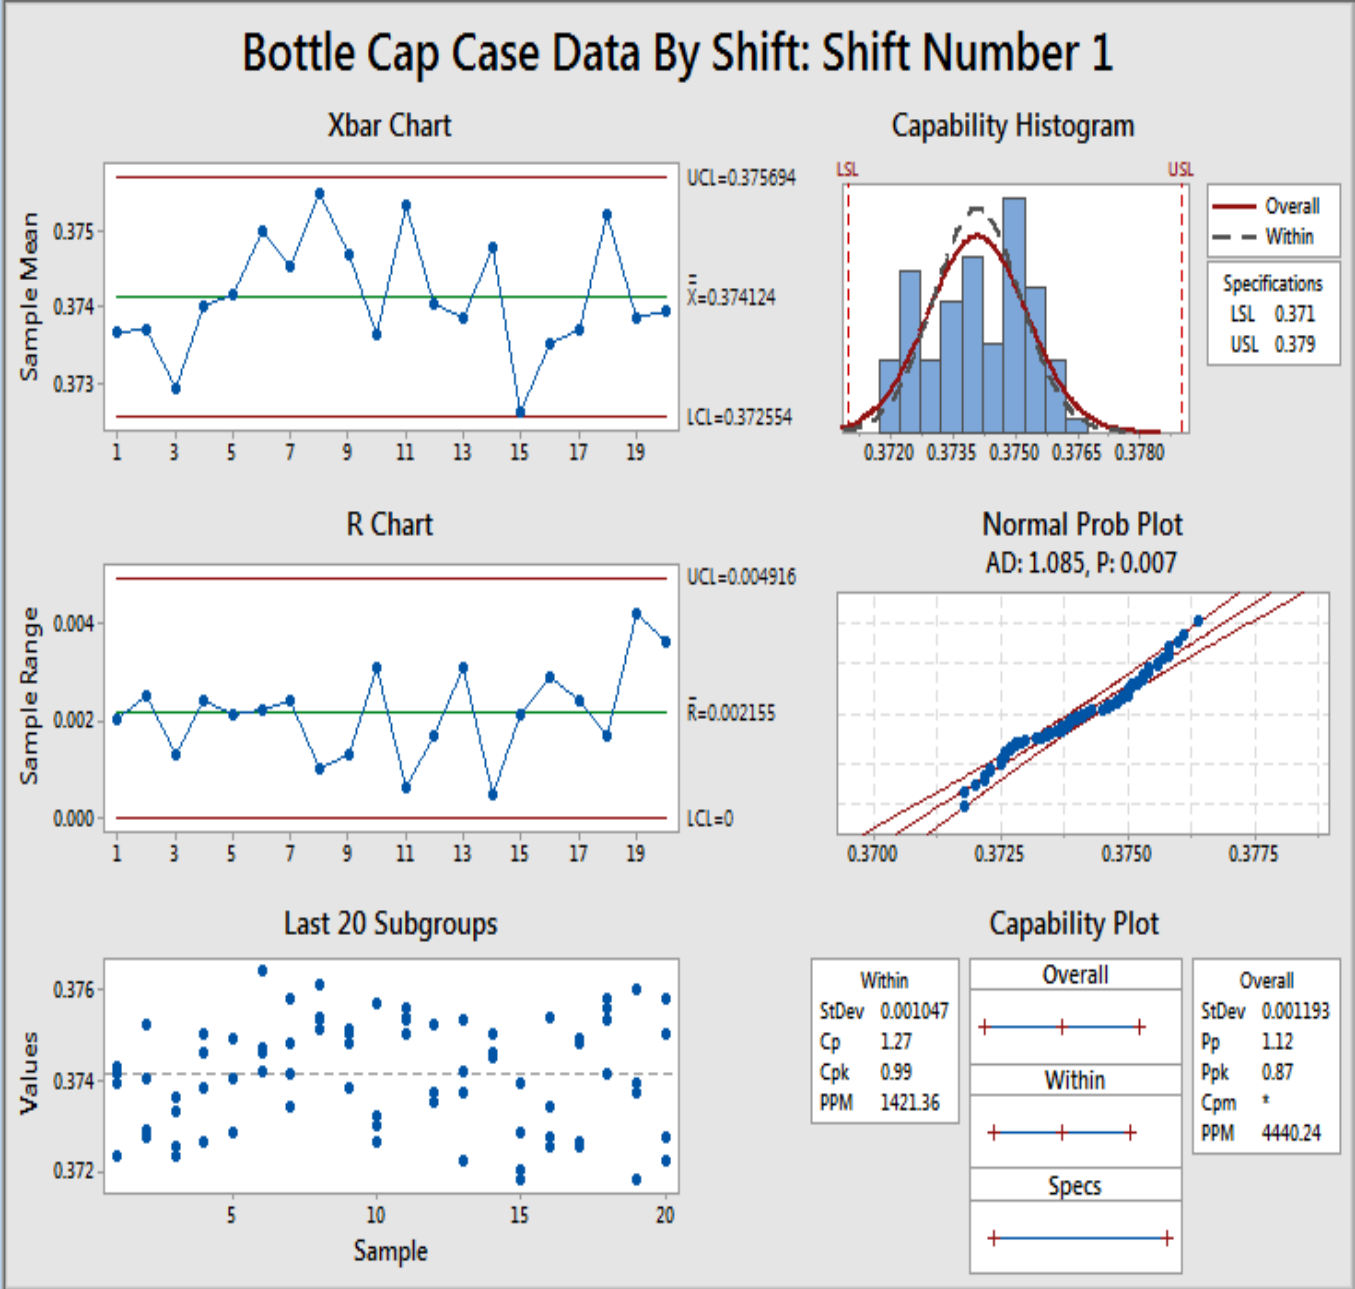 Bottle Cap Case Data By Shift: Shift Number 1
Xbar Chart
Sample Mean
0.375
0.374
0.373
UCL=0.375694
X̿=0.374124
LCL=0.372554
1 3 5 7 9 11 13 15 17 19
Capability Histogram
LSL USL
Overall
Within
Specifications
LSL 0.371
USL 0.379
0.3720 0.3735 0.3750 0.3765 0.3780
R Chart
Sample Range
0.004
0.002
0.000
UCL=0.004916
R̄=0.002155
LCL=0
1 3 5 7 9 11 13 15 17 19
Normal Prob Plot
AD: 1.085, P: 0.007
0.3700 0.3725 0.3750 0.3775
Last 20 Subgroups
Values
0.376
0.374
0.372
5 10 15 20
Sample
Capability Plot
Within
StDev 0.001047
Cp 1.27
Cpk 0.99
PPM 1421.36
Overall
Within
Specs
Overall
StDev 0.001193
Pp 1.12
Ppk 0.87
Cpm *
PPM 4440.24